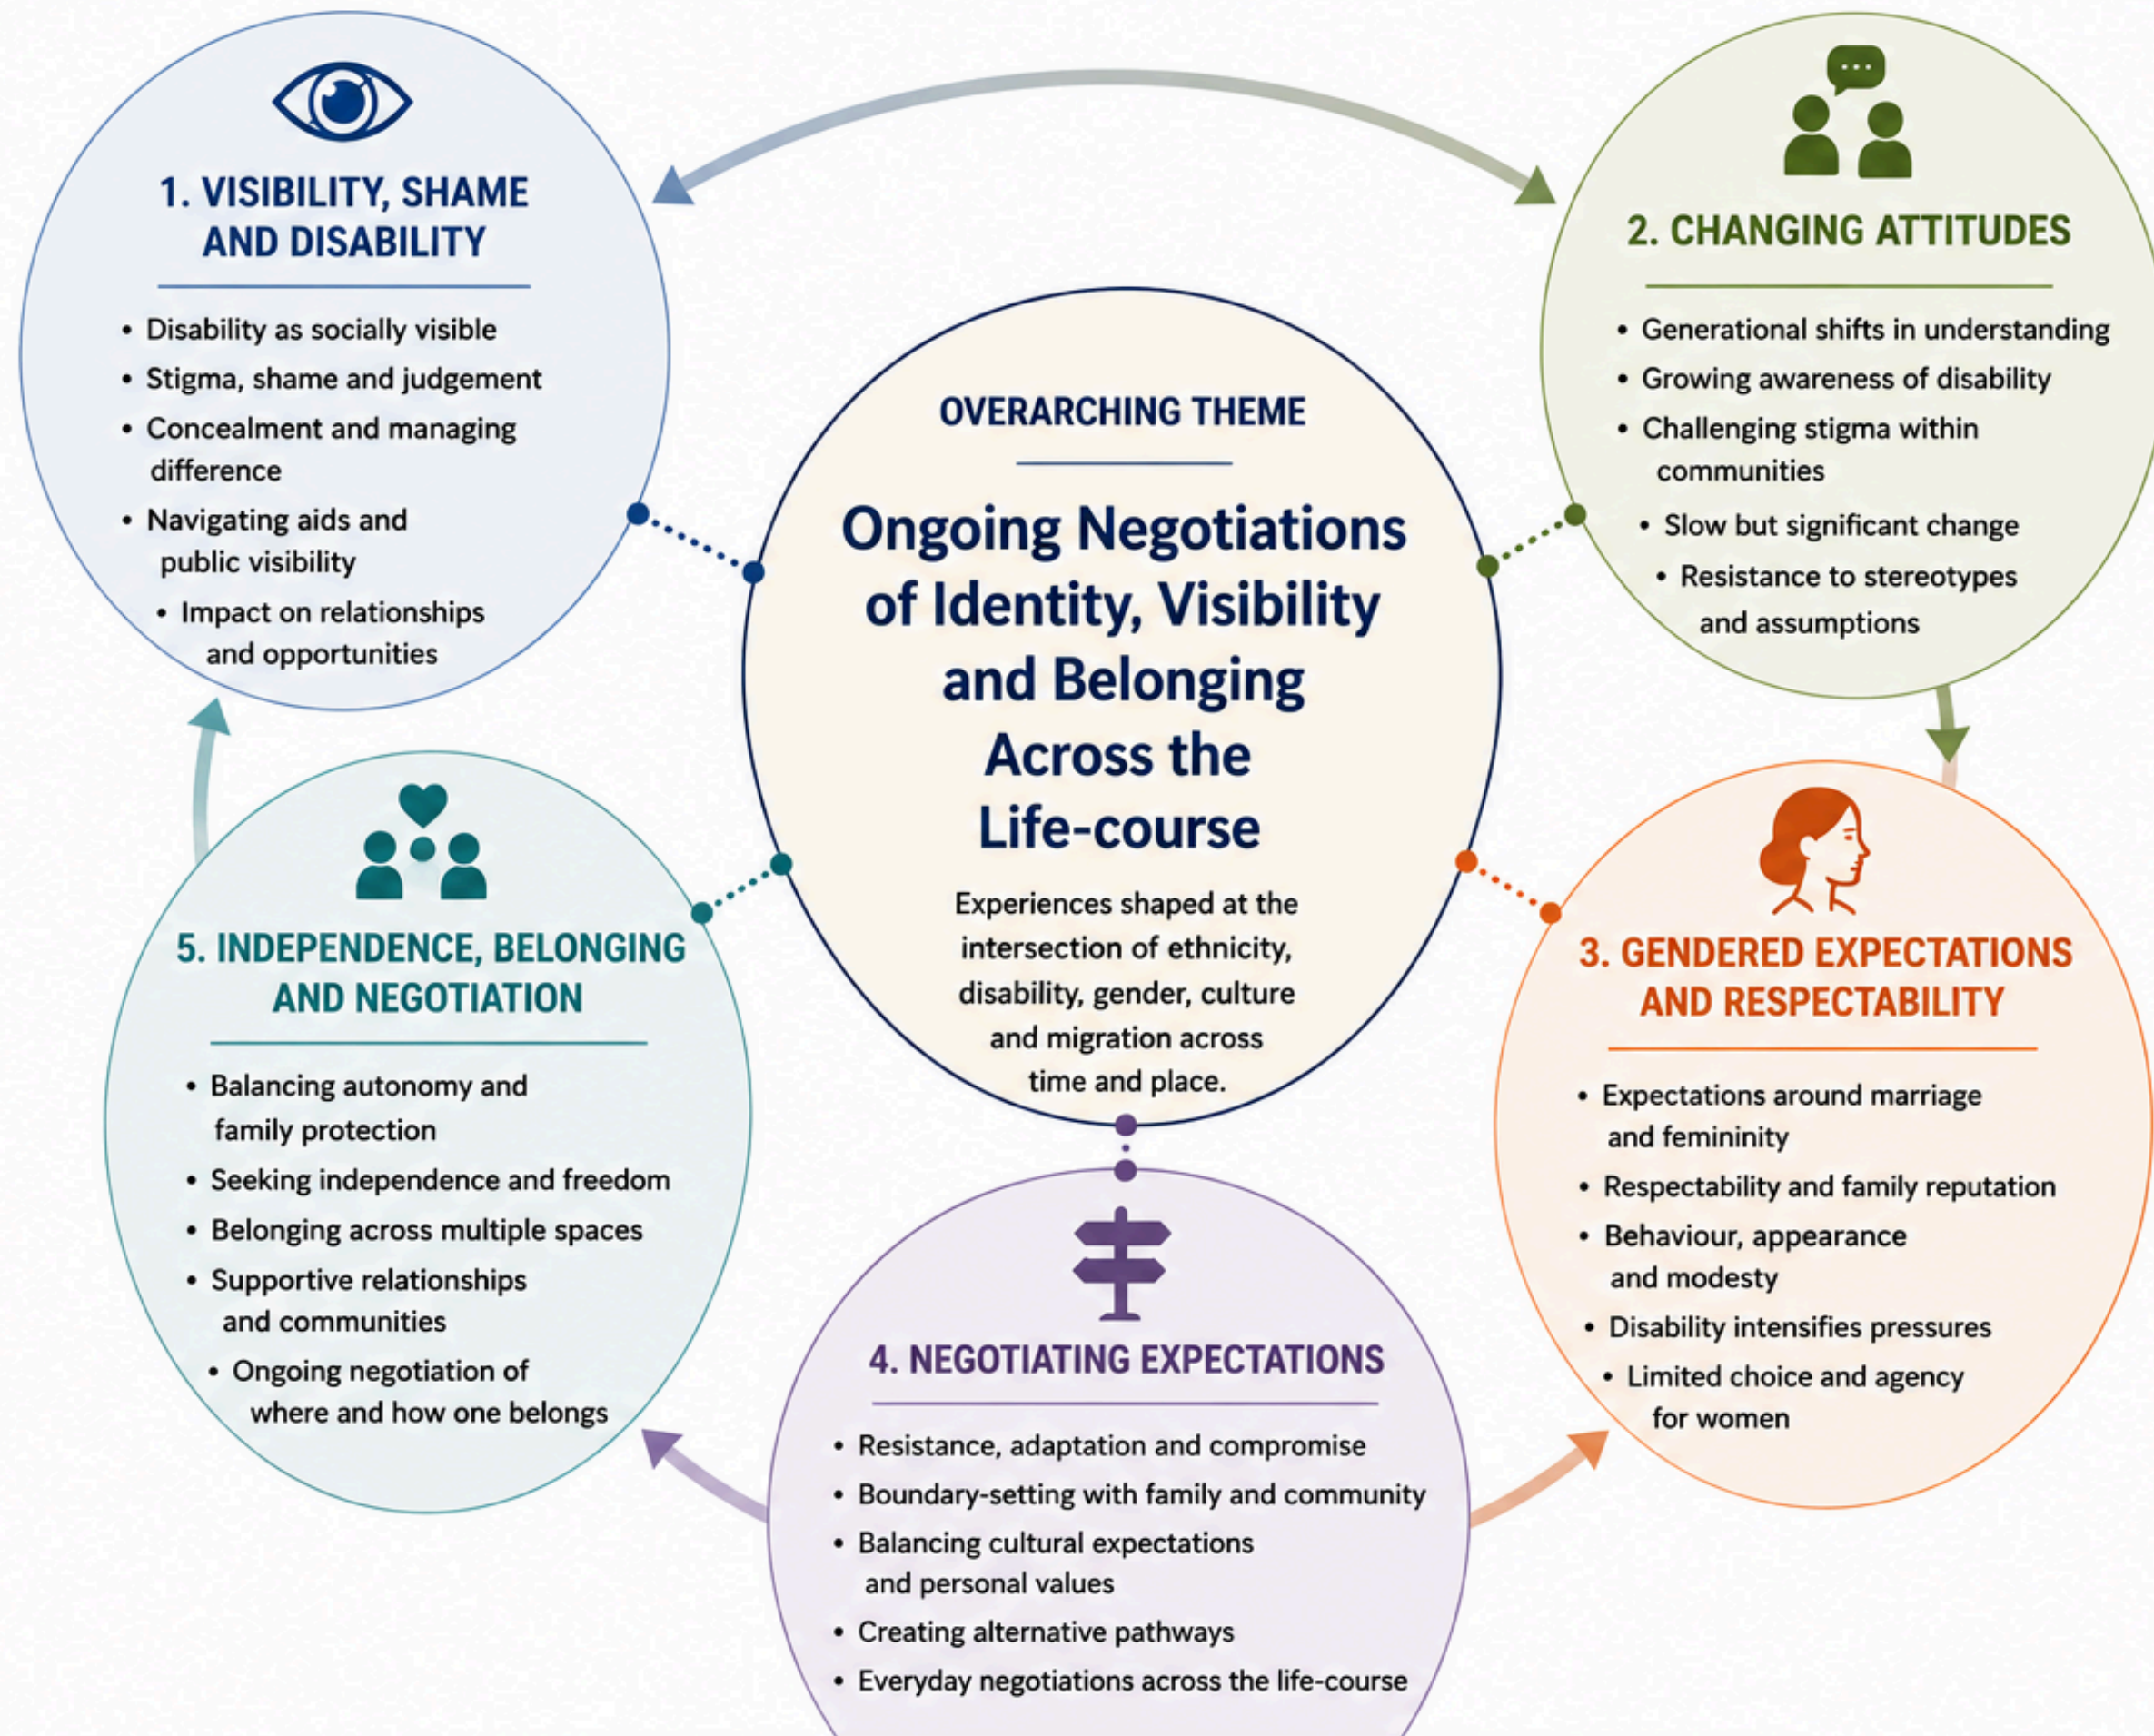 1. VISIBILITY, SHAME
AND DISABILITY
• Disability as socially visible
• Stigma, shame and judgement
• Concealment and managing
difference
• Navigating aids and
public visibility
• Impact on relationships
and opportunities
2. CHANGING ATTITUDES
• Generational shifts in understanding
• Growing awareness of disability
• Challenging stigma within
communities
• Slow but significant change
• Resistance to stereotypes
and assumptions
OVERARCHING THEME
Ongoing Negotiations
of Identity, Visibility
and Belonging
Across the
Life-course
Experiences shaped at the
intersection of ethnicity,
disability, gender, culture
and migration across
time and place.
3. GENDERED EXPECTATIONS
AND RESPECTABILITY
• Expectations around marriage
and femininity
• Respectability and family reputation
• Behaviour, appearance
and modesty
• Disability intensifies pressures
• Limited choice and agency
for women
4. NEGOTIATING EXPECTATIONS
• Resistance, adaptation and compromise
• Boundary-setting with family and community
• Balancing cultural expectations
and personal values
• Creating alternative pathways
• Everyday negotiations across the life-course
5. INDEPENDENCE, BELONGING
AND NEGOTIATION
• Balancing autonomy and
family protection
• Seeking independence and freedom
• Belonging across multiple spaces
• Supportive relationships
and communities
• Ongoing negotiation of
where and how one belongs